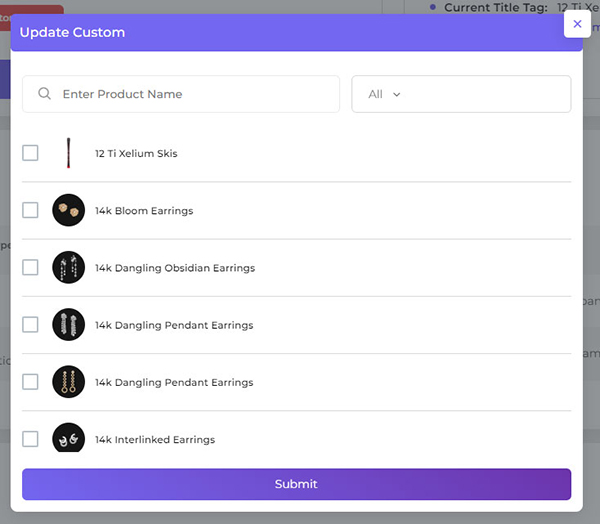 Current Title Tag: 12 Ti Xe
Update Custom
Enter Product Name
All
12 Ti Xelium Skis
14k Bloom Earrings
14k Dangling Obsidian Earrings
14k Dangling Pendant Earrings
14k Dangling Pendant Earrings
14k Interlinked Earrings
Submit